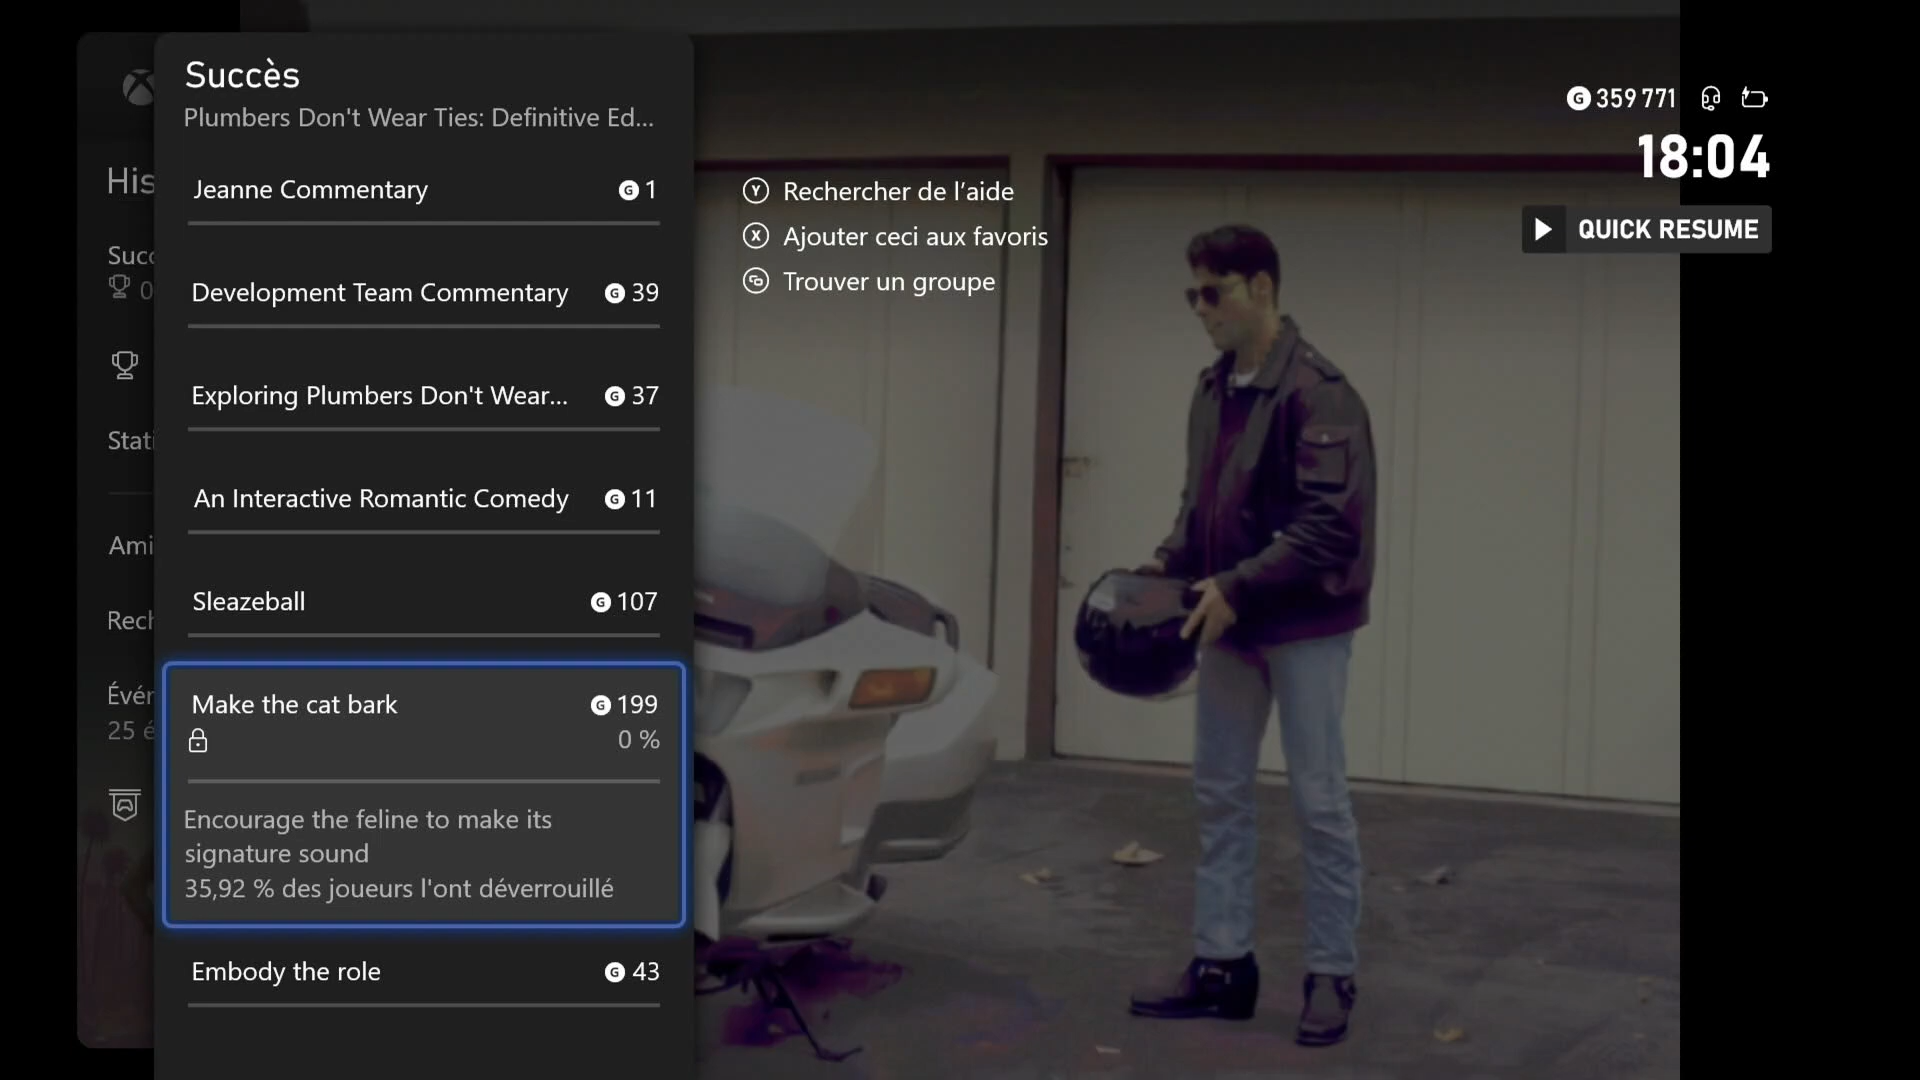 Succès
Plumbers Don't Wear Ties: Definitive Ed...
Jeanne Commentary G 1
Development Team Commentary G 39
Exploring Plumbers Don't Wear... G 37
An Interactive Romantic Comedy G 11
Sleazeball G 107
Make the cat bark G 199
0 %
Encourage the feline to make its
signature sound
35,92 % des joueurs l'ont déverrouillé
Embody the role G 43
Y Rechercher de l’aide
X Ajouter ceci aux favoris
Trouver un groupe
G 359 771
18:04
QUICK RESUME
His
Succ
0
Stati
Ami
Rech
Évén
25 é